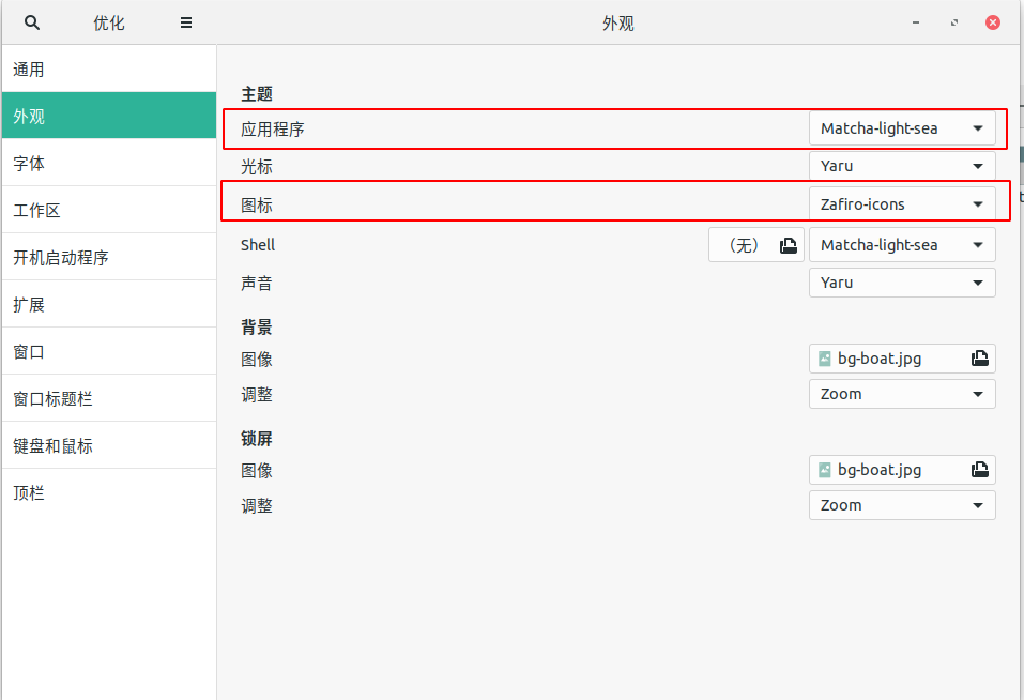 优化
外观
通用
外观
字体
工作区
开机启动程序
扩展
窗口
窗口标题栏
键盘和鼠标
顶栏
主题
应用程序 Matcha-light-sea
光标 Yaru
图标 Zafiro-icons
Shell （无） Matcha-light-sea
声音 Yaru
背景
图像 bg-boat.jpg
调整 Zoom
锁屏
图像 bg-boat.jpg
调整 Zoom